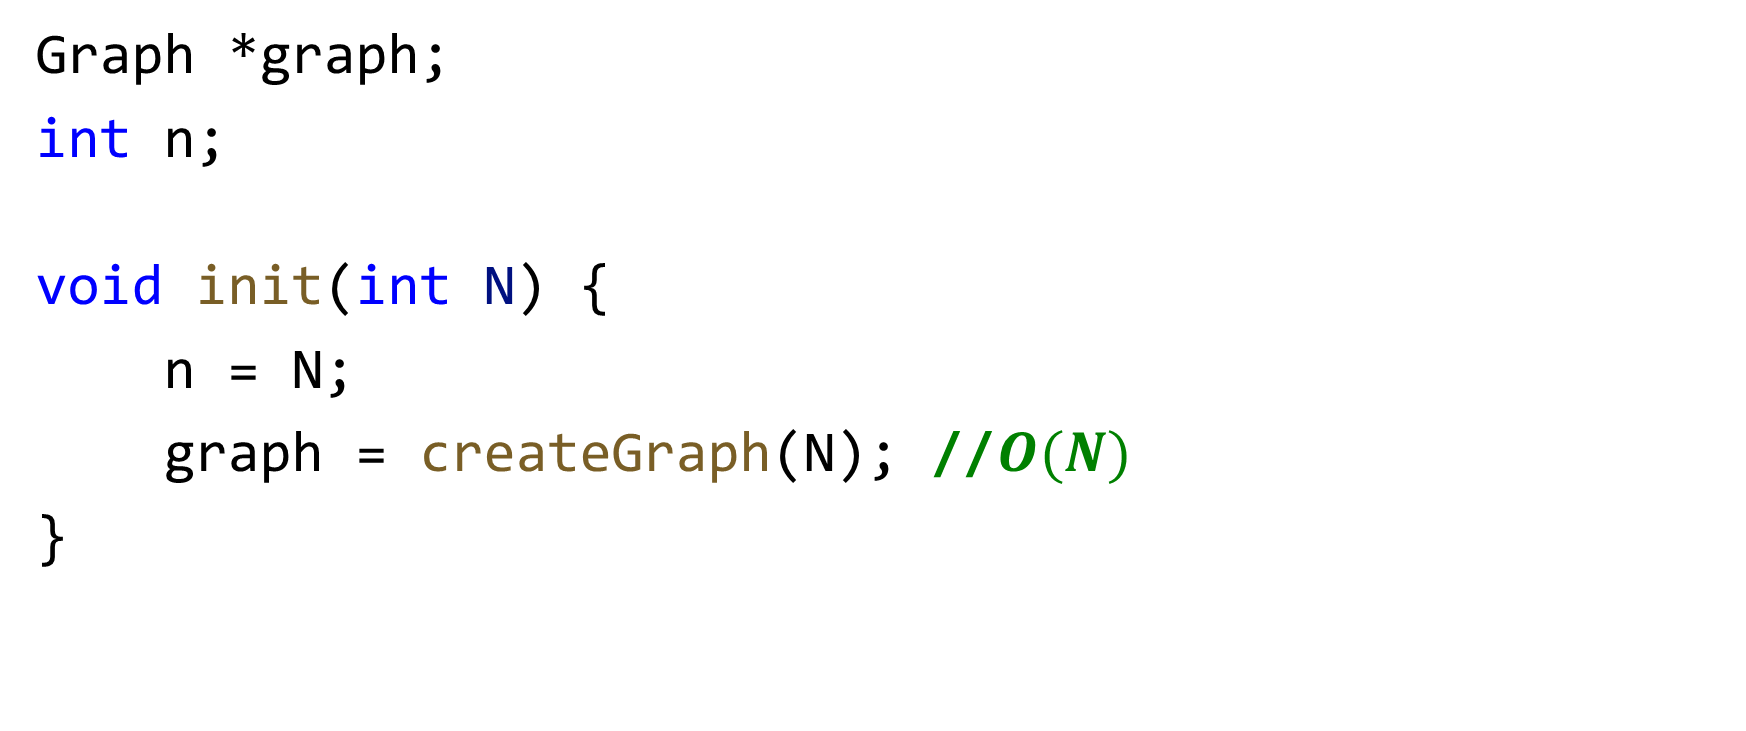 Graph *graph;
int n;
void init(int N) {
    n = N;
    graph = createGraph(N); //O(N)
}